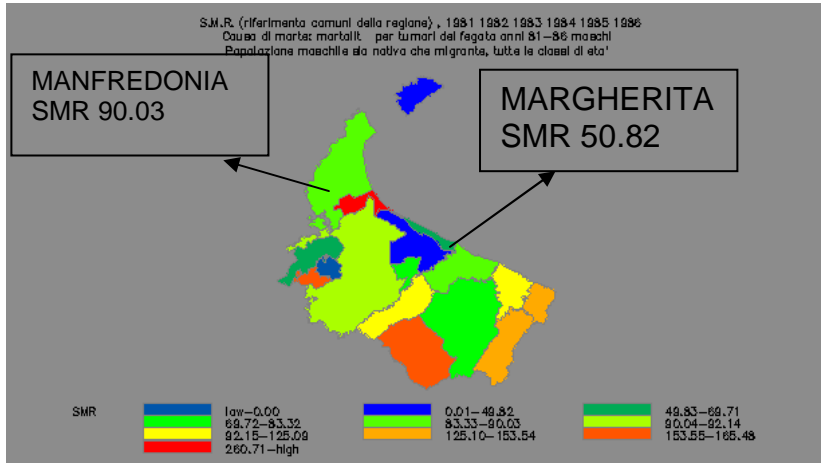 S.M.R. (riferimento comuni della regione) , 1981 1982 1983 1984 1985 1986
Causa di morte: mortalit per tumori del fegato anni 81-86 maschi
Popolazione maschile sia nativa che migrante, tutte le classi di eta'
MANFREDONIA
SMR 90.03
MARGHERITA
SMR 50.82
SMR
low-0.00
0.01-49.82
49.83-69.71
69.72-83.32
83.33-90.03
90.04-92.14
92.15-125.09
125.10-153.54
153.55-165.48
260.71-high